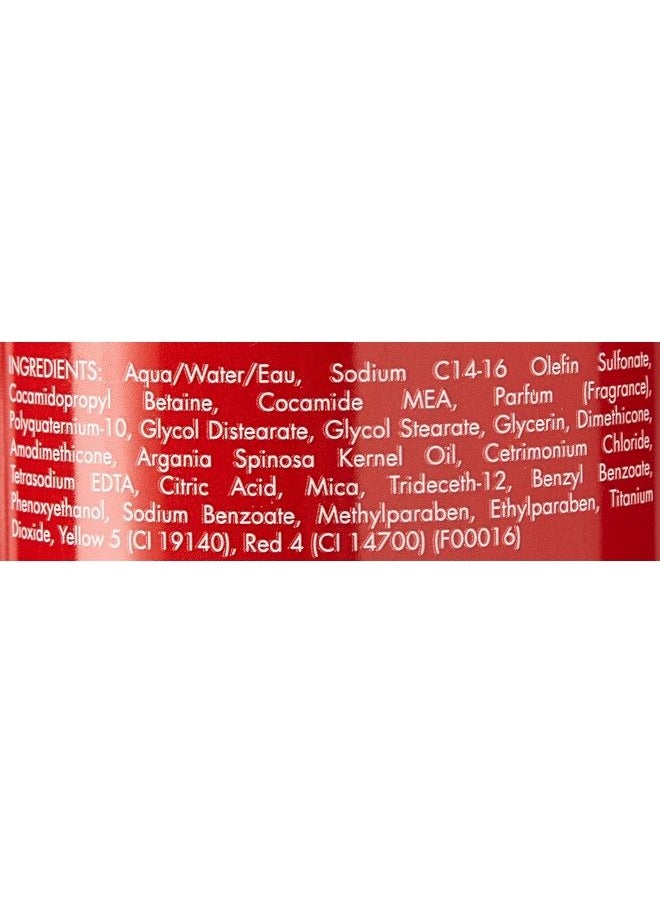 INGREDIENTS: Aqua/Water/Eau, Sodium C14-16 Olefin Sulfonate,
Cocamidopropyl Betaine, Cocamide MEA, Parfum (Fragrance),
Polyquaternium-10, Glycol Distearate, Glycol Stearate, Glycerin, Dimethicone,
Amodimethicone, Argania Spinosa Kernel Oil, Cetrimonium Chloride,
Tetrasodium EDTA, Citric Acid, Mica, Trideceth-12, Benzyl Benzoate,
Phenoxyethanol, Sodium Benzoate, Methylparaben, Ethylparaben, Titanium
Dioxide, Yellow 5 (CI 19140), Red 4 (CI 14700) (F00016)